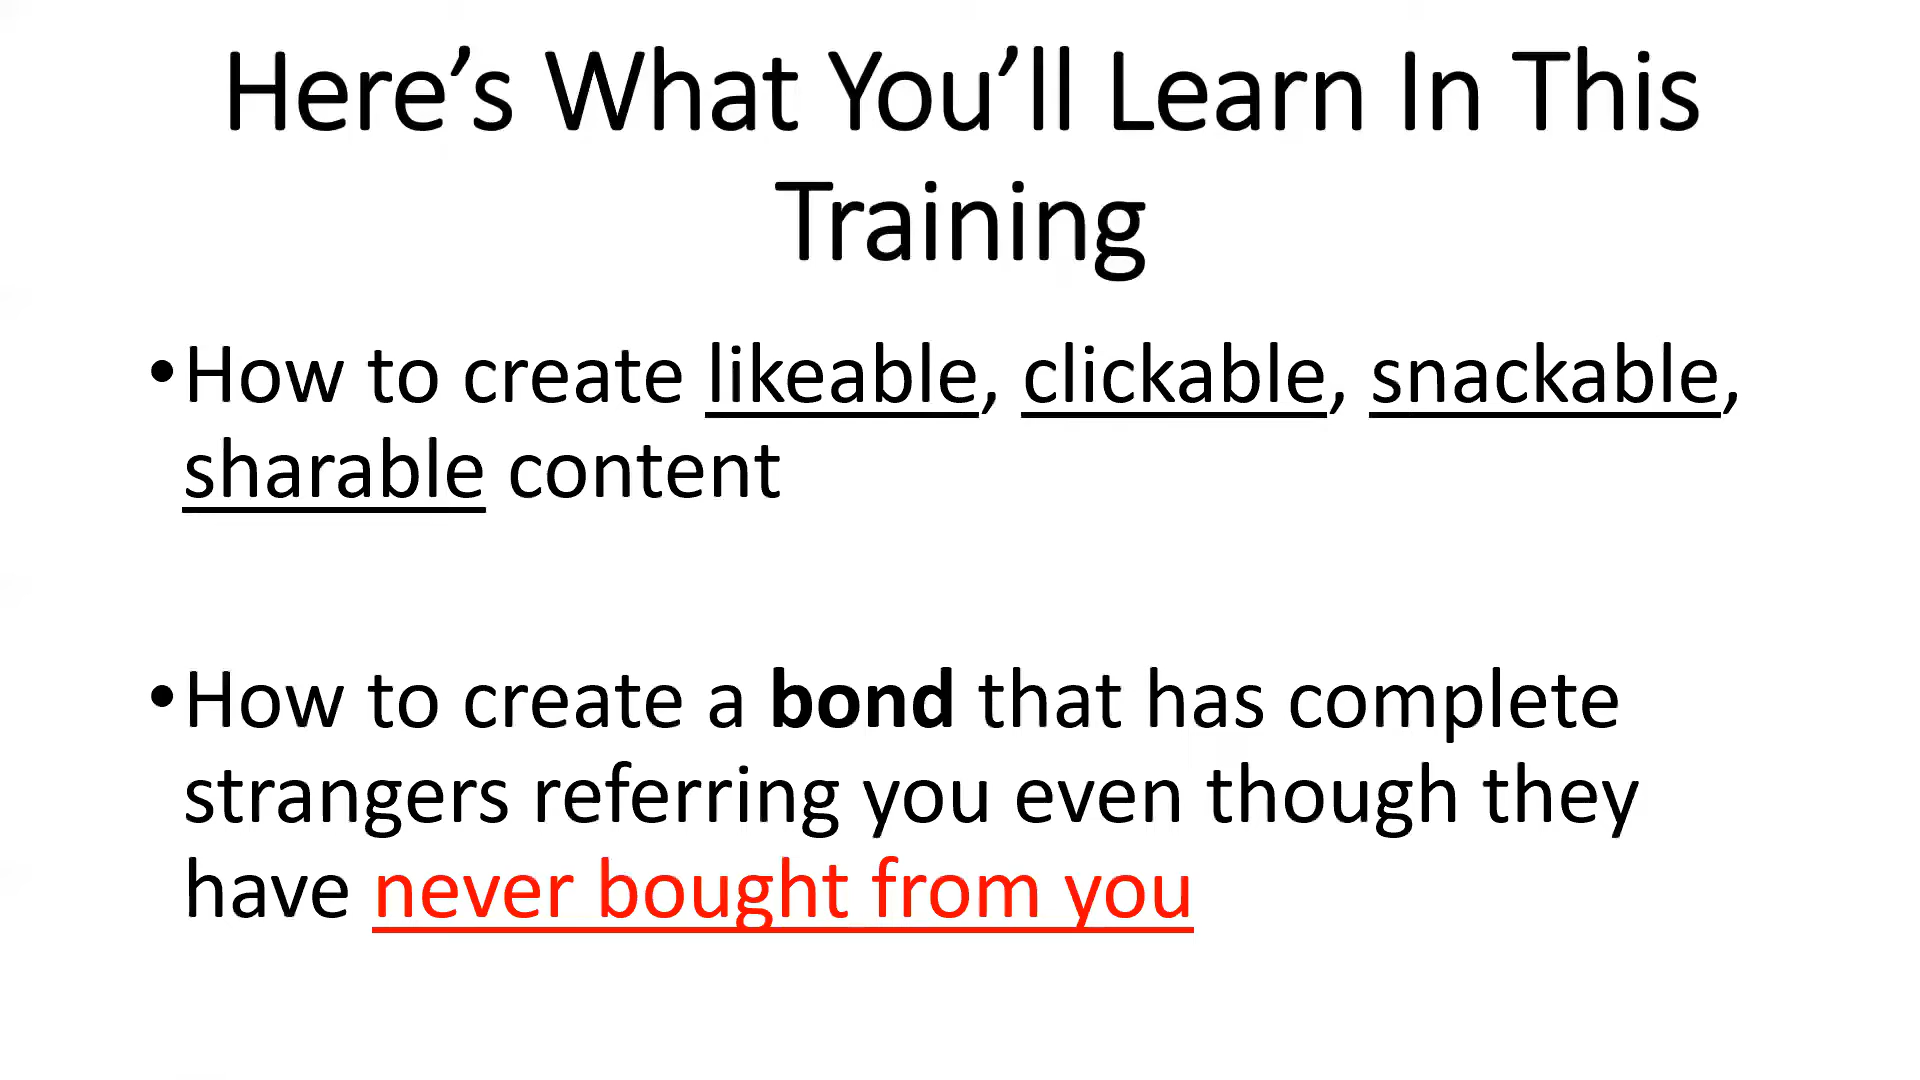 Here’s What You’ll Learn In This
Training
•How to create likeable, clickable, snackable,
sharable content
•How to create a bond that has complete
strangers referring you even though they
have never bought from you